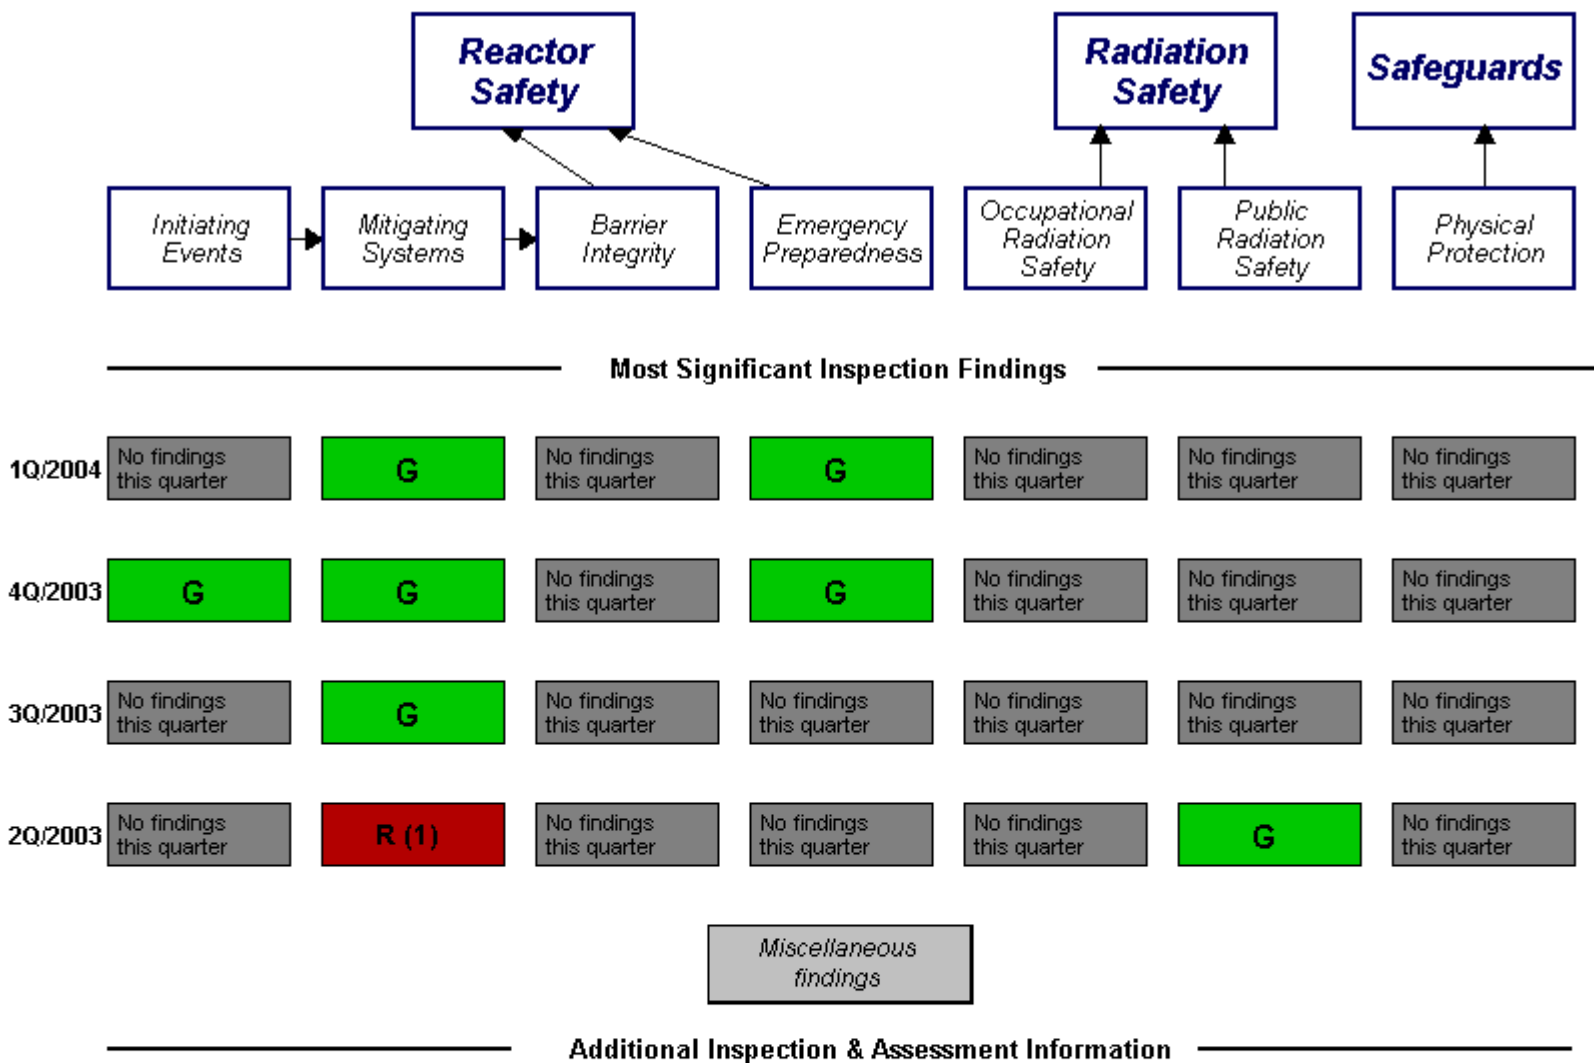 Reactor
Safety
Radiation
Safety
Safeguards
Initiating
Events
Mitigating
Systems
Barrier
Integrity
Emergency
Preparedness
Occupational
Radiation
Safety
Public
Radiation
Safety
Physical
Protection
Most Significant Inspection Findings
1Q/2004
No findings
this quarter
G
No findings
this quarter
G
No findings
this quarter
No findings
this quarter
No findings
this quarter
4Q/2003
G
G
No findings
this quarter
G
No findings
this quarter
No findings
this quarter
No findings
this quarter
3Q/2003
No findings
this quarter
G
No findings
this quarter
No findings
this quarter
No findings
this quarter
No findings
this quarter
No findings
this quarter
2Q/2003
No findings
this quarter
R (1)
No findings
this quarter
No findings
this quarter
No findings
this quarter
G
No findings
this quarter
Miscellaneous
findings
Additional Inspection & Assessment Information